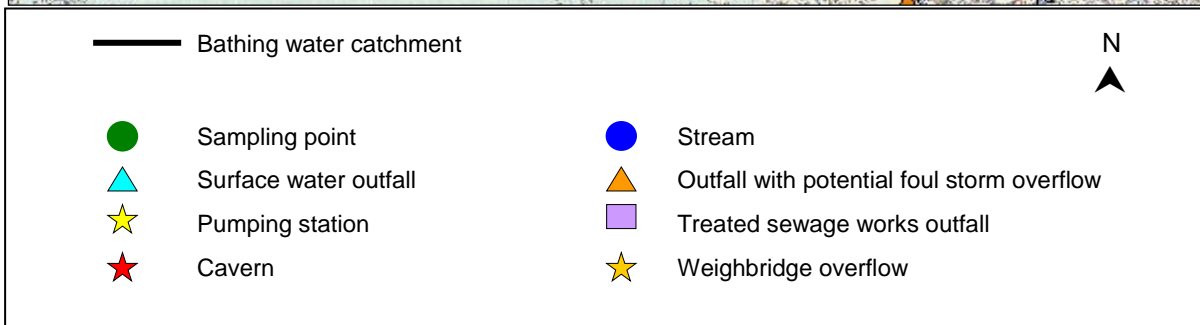 Bathing water catchment
N
Sampling point
Stream
Surface water outfall
Outfall with potential foul storm overflow
Pumping station
Treated sewage works outfall
Cavern
Weighbridge overflow